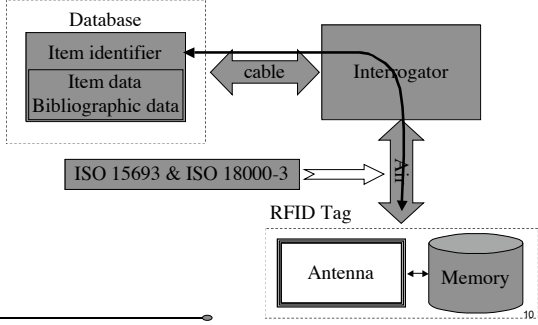 Database
Item identifier
Item data
Bibliographic data
cable
Interrogator
Air
ISO 15693 & ISO 18000-3
RFID Tag
Antenna
Memory
10